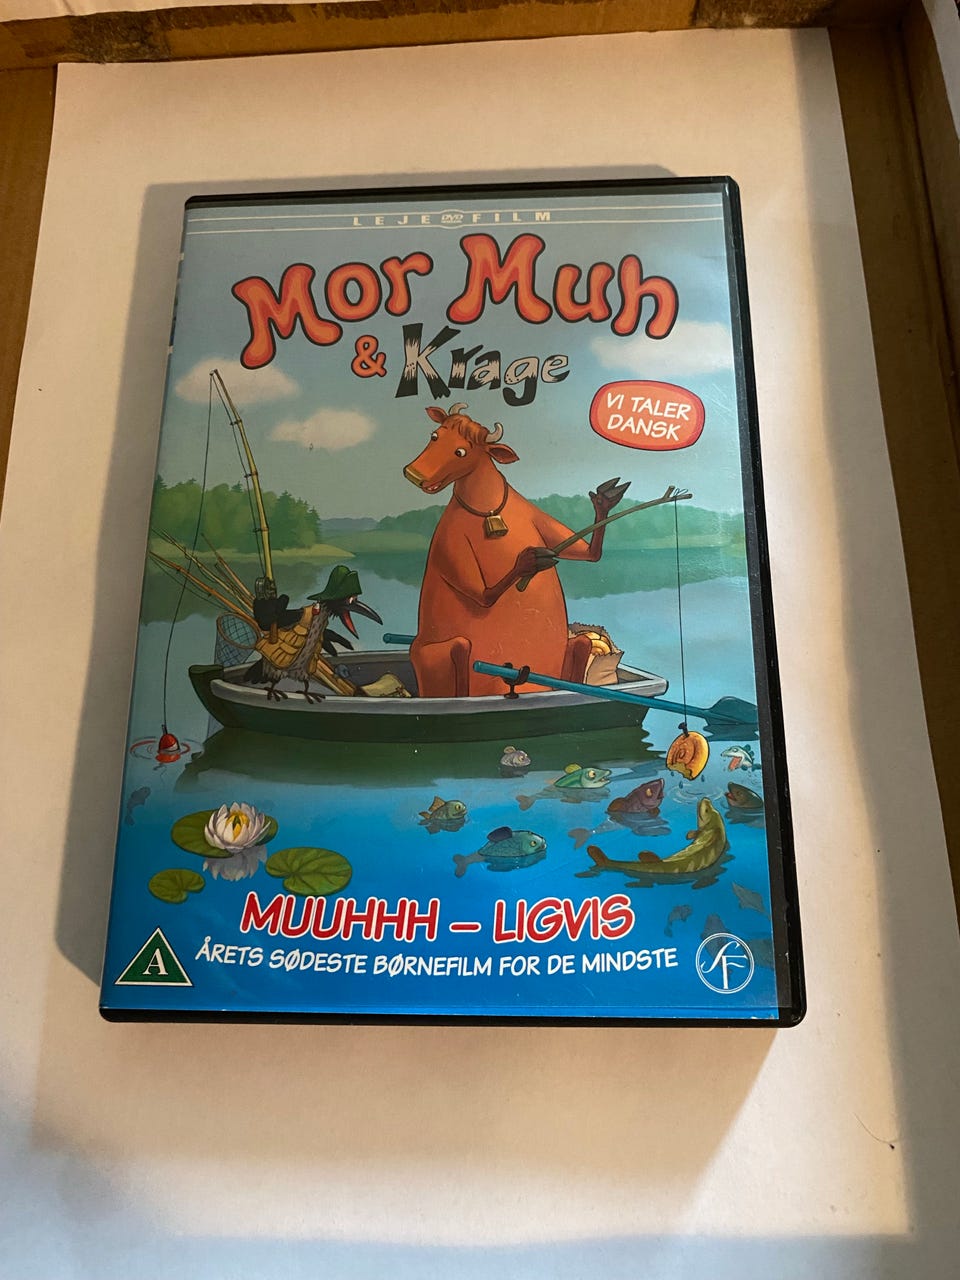 LEJE DVD FILM
Mor Muh
& Krage
VI TALER
DANSK
MUUHHH – LIGVIS
ÅRETS SØDESTE BØRNEFILM FOR DE MINDSTE
A
SF